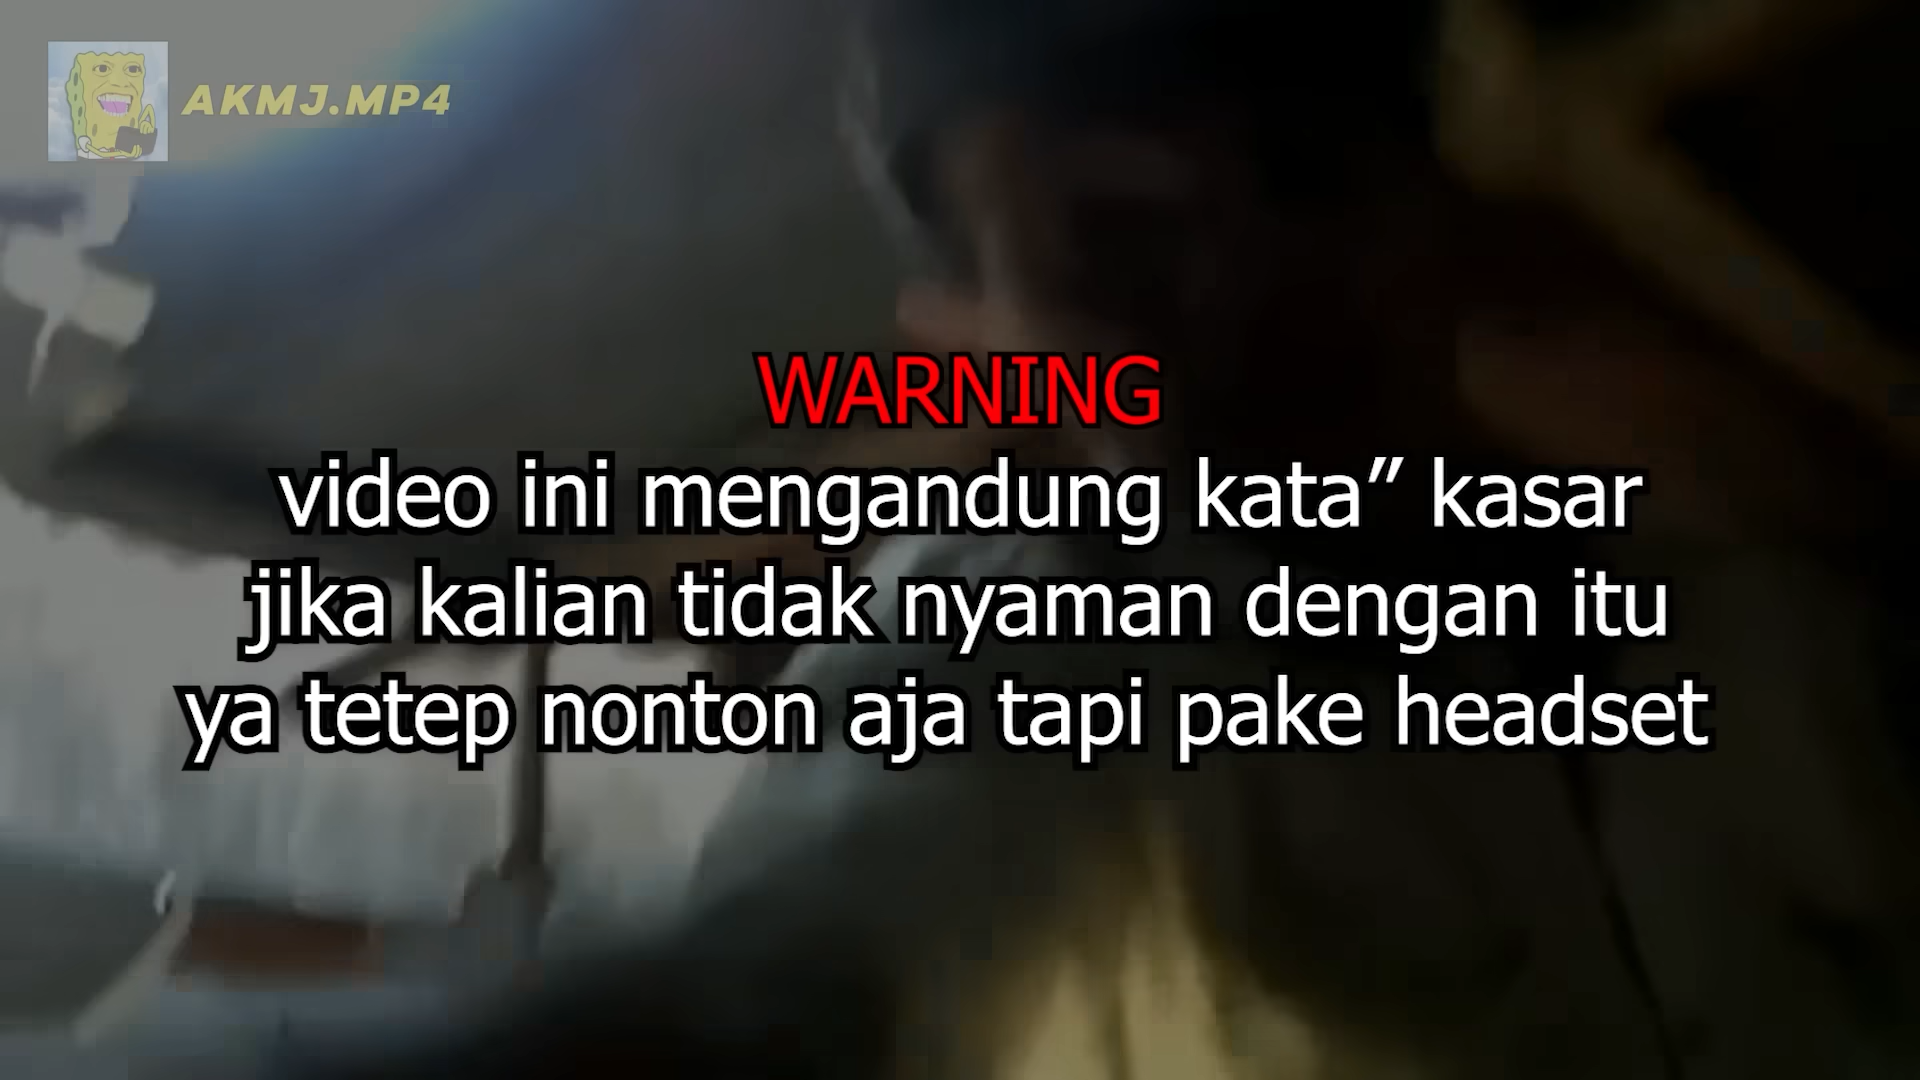 AKMJ.MP4
WARNING
video ini mengandung kata” kasar
jika kalian tidak nyaman dengan itu
ya tetep nonton aja tapi pake headset